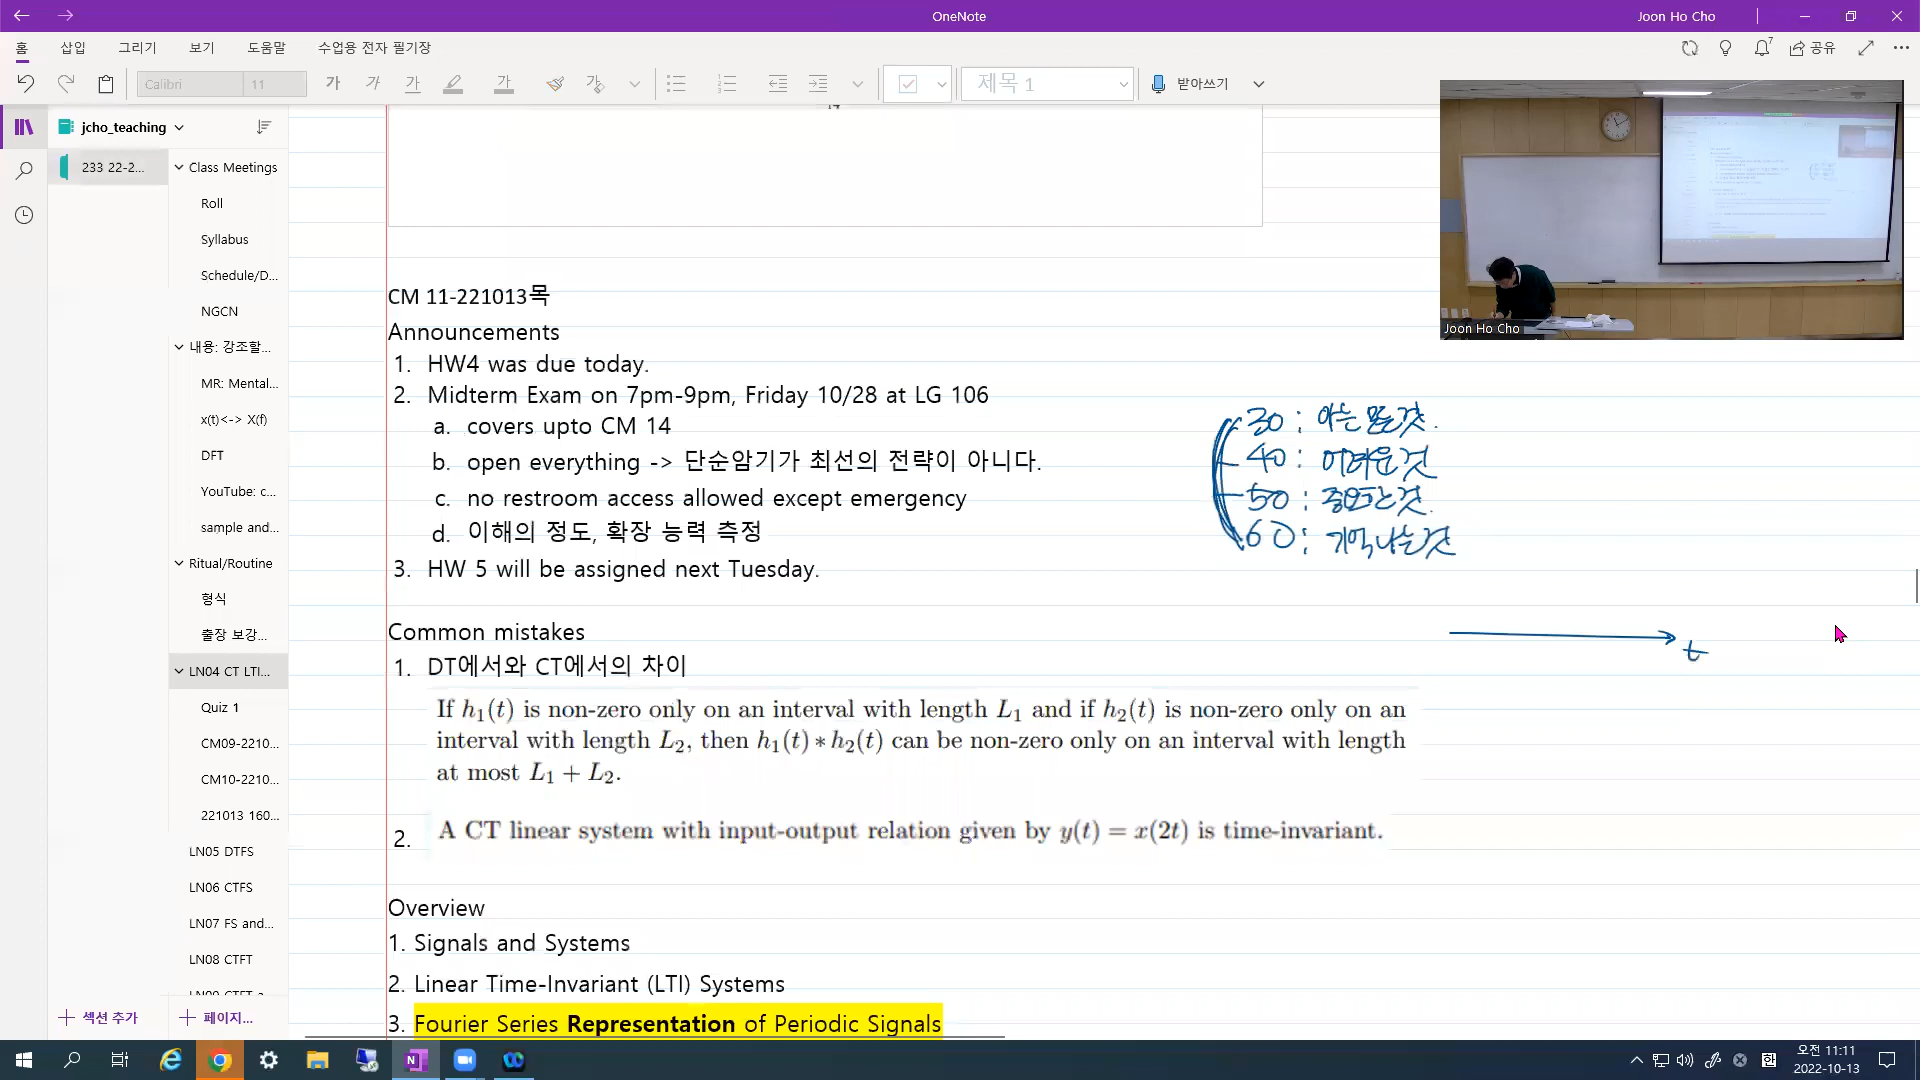 OneNote
Joon Ho Cho
홈 삽입 그리기 보기 도움말 수업용 전자 필기장
공유
Calibri 11 가 가 가 가 제목 1 받아쓰기
jcho_teaching
233 22-2...
Class Meetings
Roll
Syllabus
Schedule/D...
NGCN
내용: 강조할...
MR: Mental...
x(t)<-> X(f)
DFT
YouTube: c...
sample and...
Ritual/Routine
형식
출장 보강...
LN04 CT LTI...
Quiz 1
CM09-2210...
CM10-2210...
221013 160...
LN05 DTFS
LN06 CTFS
LN07 FS and...
LN08 CTFT
섹션 추가
페이지...
CM 11-221013목
Announcements
1. HW4 was due today.
2. Midterm Exam on 7pm-9pm, Friday 10/28 at LG 106
a. covers upto CM 14
b. open everything -> 단순암기가 최선의 전략이 아니다.
c. no restroom access allowed except emergency
d. 이해의 정도, 확장 능력 측정
3. HW 5 will be assigned next Tuesday.
30 : 아는 모든 것.
40 : 어려운 것
50 : 중요한 것.
60 : 기억나는 것
t
Common mistakes
1. DT에서와 CT에서의 차이
If h₁(t) is non-zero only on an interval with length L₁ and if h₂(t) is non-zero only on an
interval with length L₂, then h₁(t) ∗ h₂(t) can be non-zero only on an interval with length
at most L₁ + L₂.
2. A CT linear system with input-output relation given by y(t) = x(2t) is time-invariant.
Overview
1. Signals and Systems
2. Linear Time-Invariant (LTI) Systems
3. Fourier Series Representation of Periodic Signals
Joon Ho Cho
오전 11:11
2022-10-13